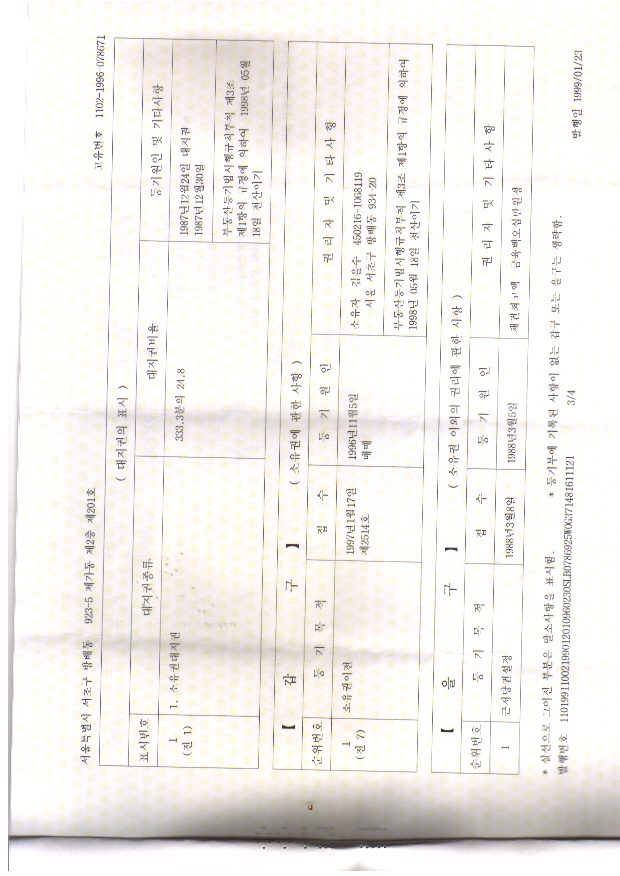 고유번호 1102-1996-078671
서울특별시 서초구 방배동 923-5 제가동 제2층 제201호
( 대지권의 표시 )
표시번호 대지권종류 대지권비율 등기원인 및 기타사항
1 1. 소유권대지권 333.3분의 24.8 1987년12월24일 대지권
(전 1) 1987년12월30일
부동산등기법시행규칙부칙 제3조
제1항의 규정에 의하여 1998년 05월
18일 전산이기
【 갑 구 】 ( 소유권에 관한 사항 )
순위번호 등 기 목 적 접 수 등 기 원 인 권 리 자 및 기 타 사 항
1 소유권이전 1997년1월17일 1996년11월5일 소유자 김을수 450216-1068119
(전 7) 제2514호 매매 서울 서초구 방배동 934-20
부동산등기법시행규칙부칙 제3조 제1항의 규정에 의하여
1998년 05월 18일 전산이기
【 을 구 】 ( 소유권 이외의 권리에 관한 사항 )
순위번호 등 기 목 적 접 수 등 기 원 인 권 리 자 및 기 타 사 항
1 근저당권설정 1988년3월8일 1988년3월5일 채권최고액 금육백오십만원정
* 실선으로 그어진 부분은 말소사항을 표시함. * 등기부에 기록된 사항이 없는 갑구 또는 을구는 생략함.
발행번호 11019911002199012010960230SLB0786925W0G371481611121 3/4 발행일 1999/01/23